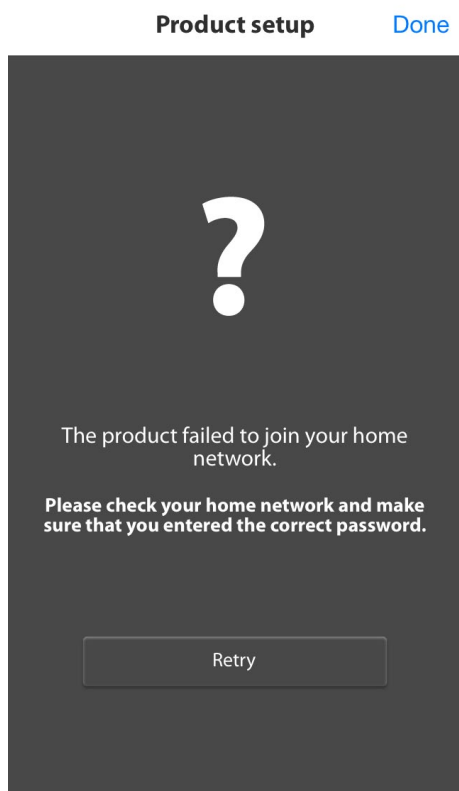 Product setup
Done
?
The product failed to join your home
network.
Please check your home network and make
sure that you entered the correct password.
Retry